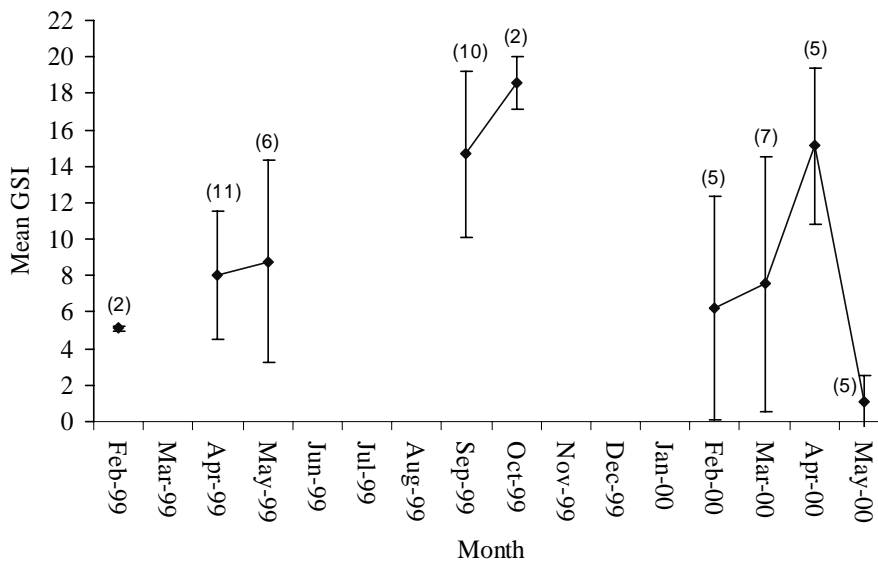 22
20
18
16
14
12
10
8
6
4
2
0
Mean GSI
(2)
(11)
(6)
(10)
(2)
(5)
(7)
(5)
(5)
Feb-99
Mar-99
Apr-99
May-99
Jun-99
Jul-99
Aug-99
Sep-99
Oct-99
Nov-99
Dec-99
Jan-00
Feb-00
Mar-00
Apr-00
May-00
Month